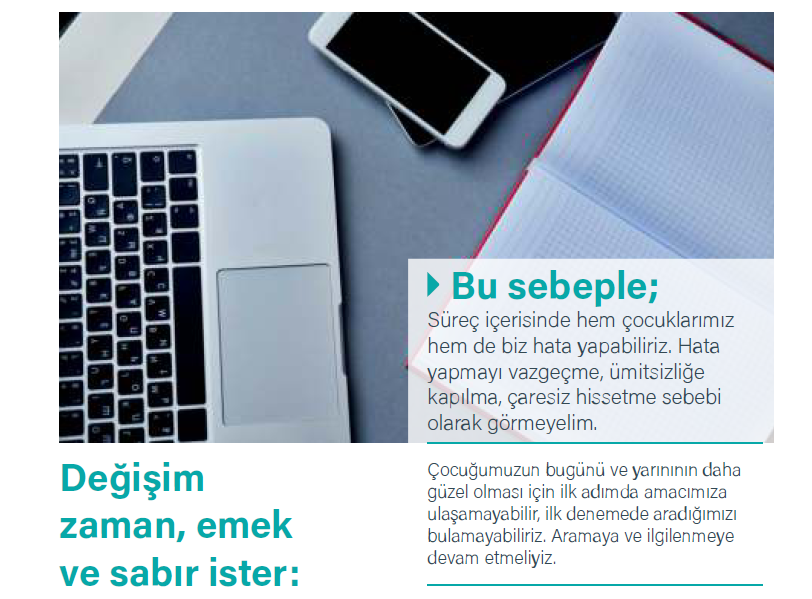 Bu sebeple;
Süreç içerisinde hem çocuklarımız
hem de biz hata yapabiliriz. Hata
yapmayı vazgeçme, ümitsizliğe
kapılma, çaresiz hissetme sebebi
olarak görmeyelim.
Değişim
zaman, emek
ve sabır ister:
Çocuğumuzun bugünü ve yarınının daha
güzel olması için ilk adımda amacımıza
ulaşamayabilir, ilk denemede aradığımızı
bulamayabiliriz. Aramaya ve ilgilenmeye
devam etmeliyiz.